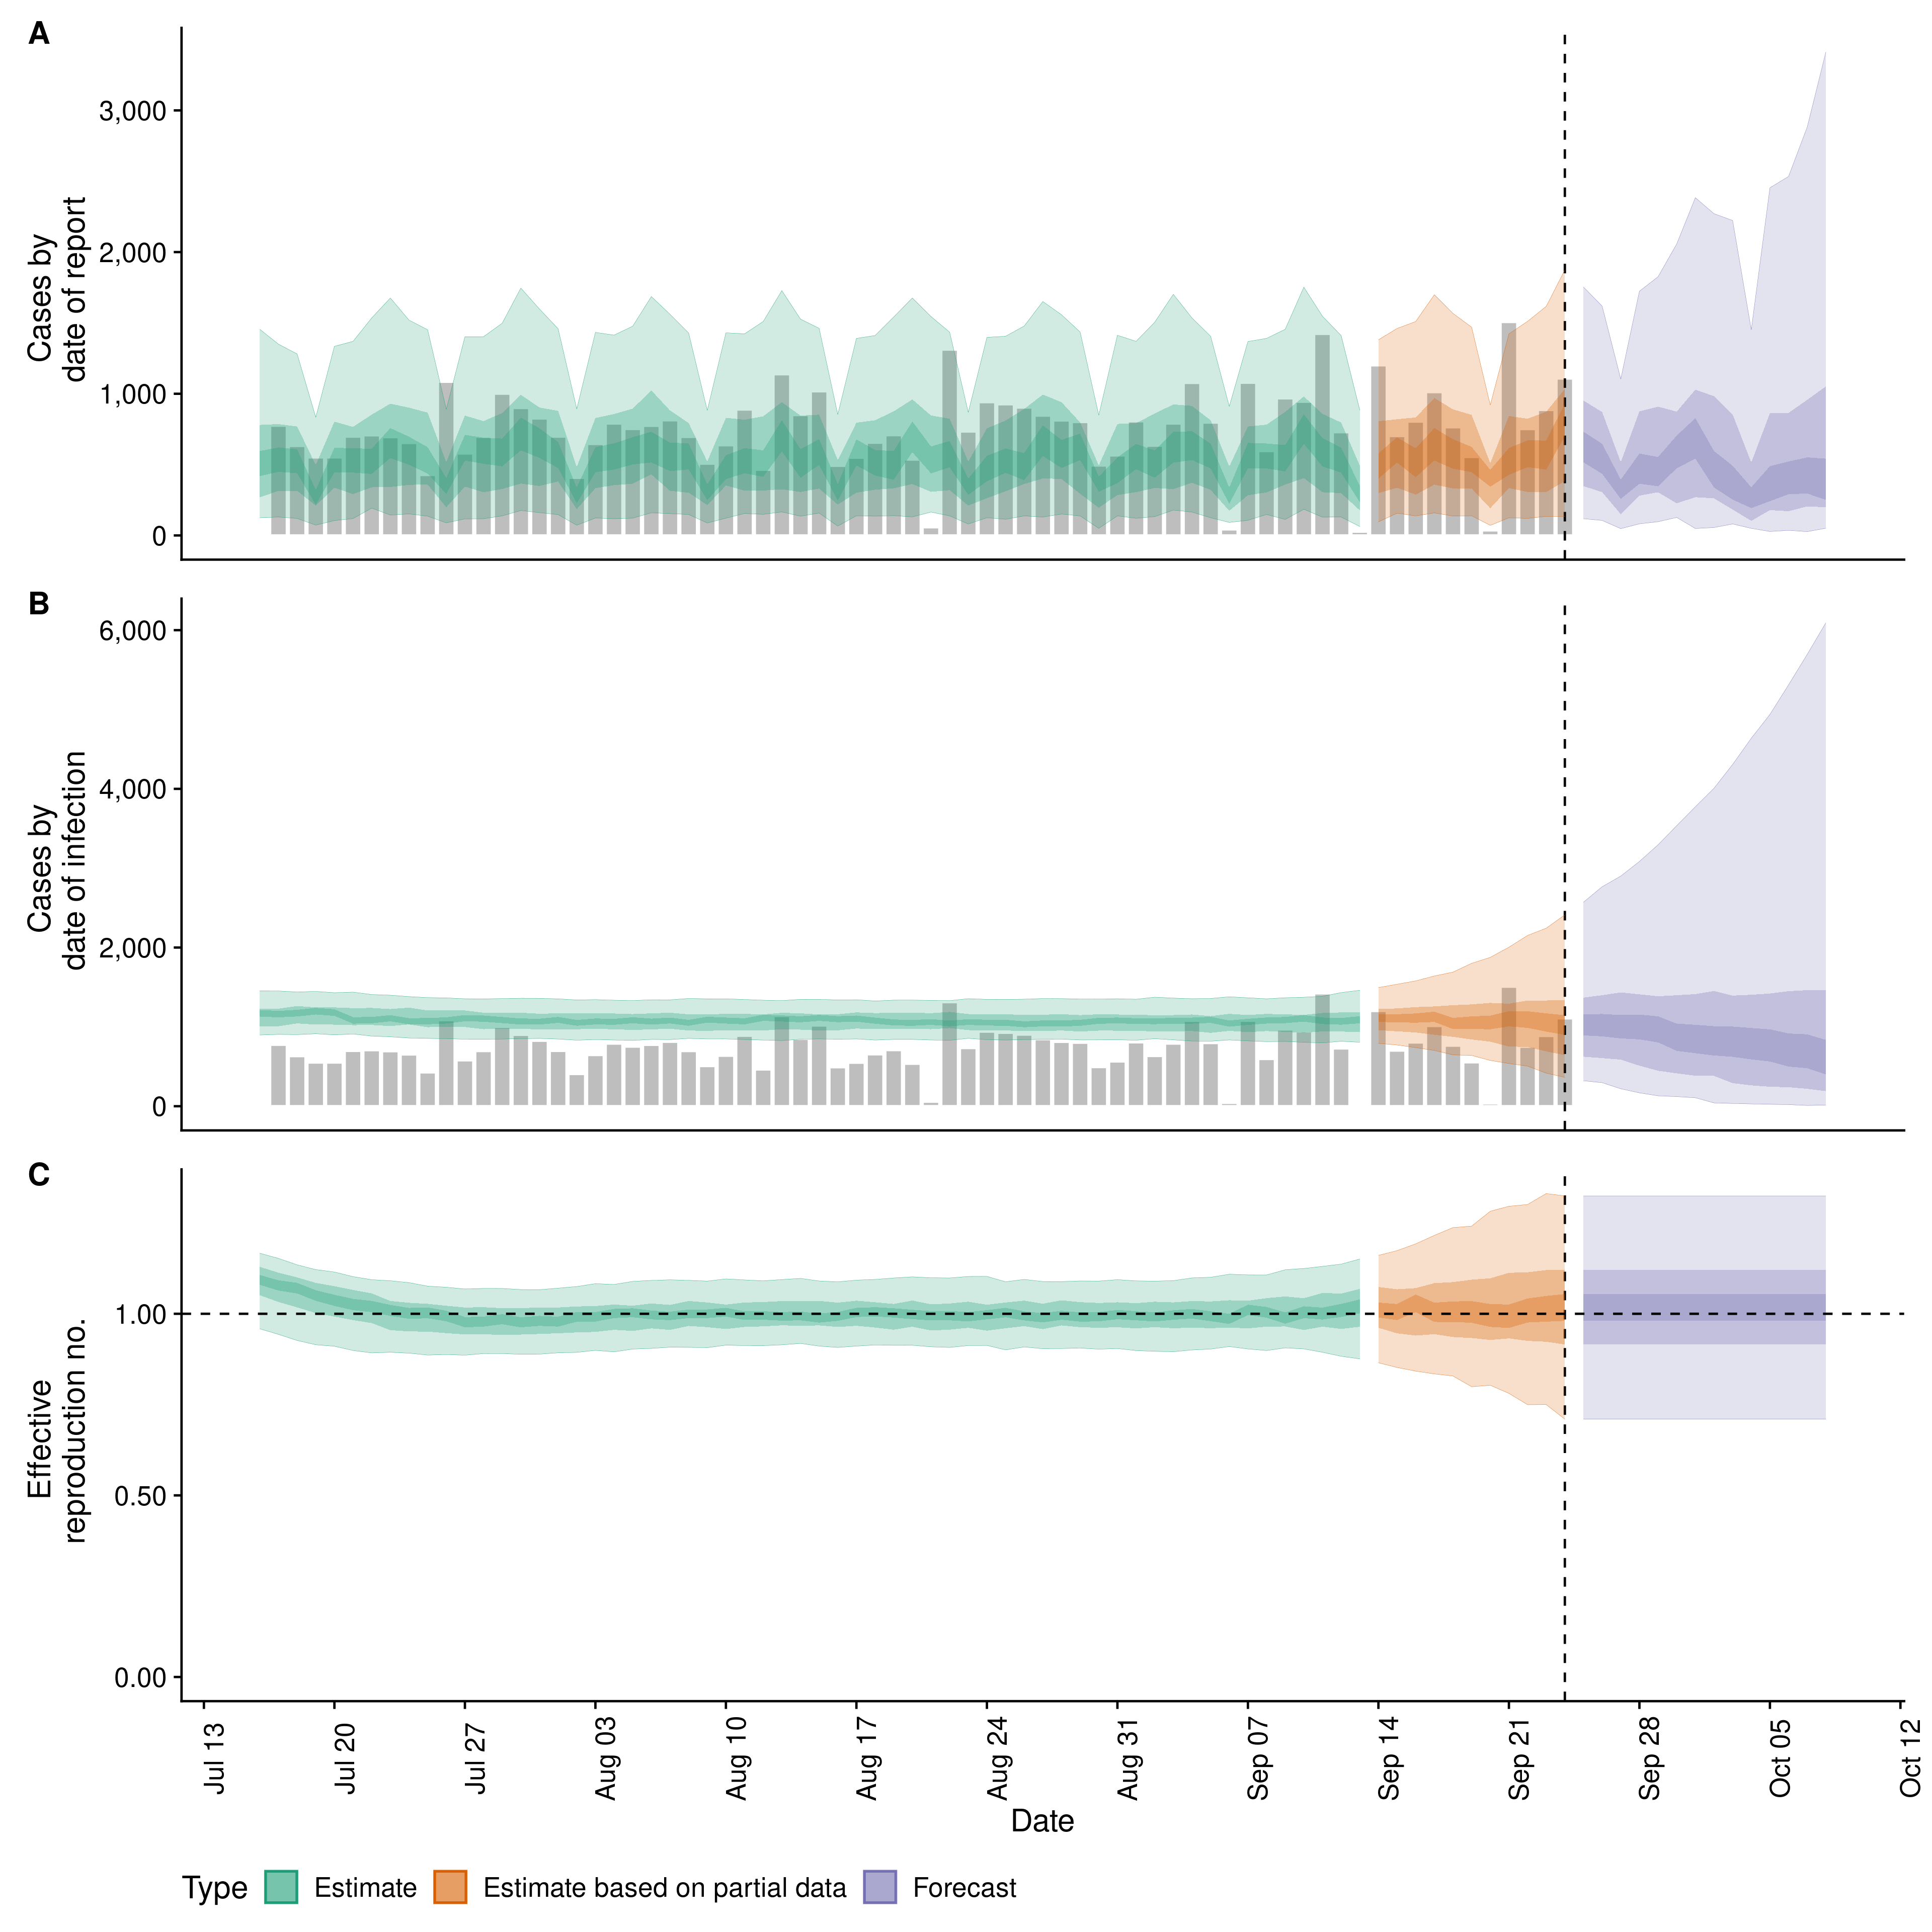 A
Cases by
date of report
3,000
2,000
1,000
0
B
Cases by
date of infection
6,000
4,000
2,000
0
C
Effective
reproduction no.
1.00
0.50
0.00
Jul 13
Jul 20
Jul 27
Aug 03
Aug 10
Aug 17
Aug 24
Aug 31
Sep 07
Sep 14
Sep 21
Sep 28
Oct 05
Oct 12
Date
Type Estimate Estimate based on partial data Forecast